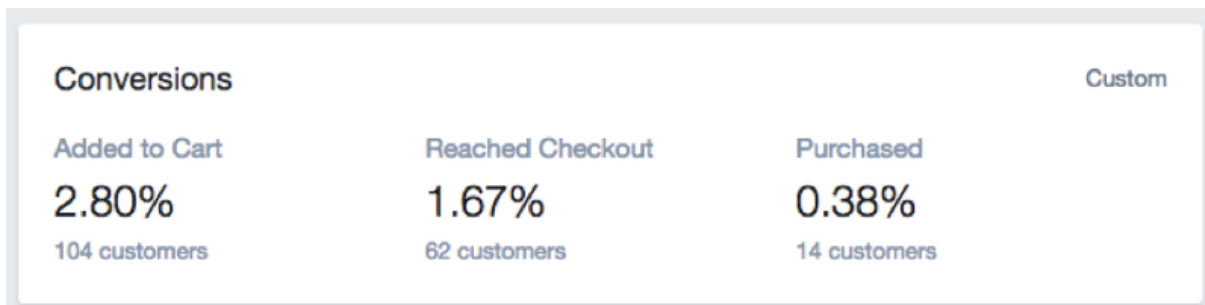 Conversions
Custom
Added to Cart
Reached Checkout
Purchased
2.80%
1.67%
0.38%
104 customers
62 customers
14 customers